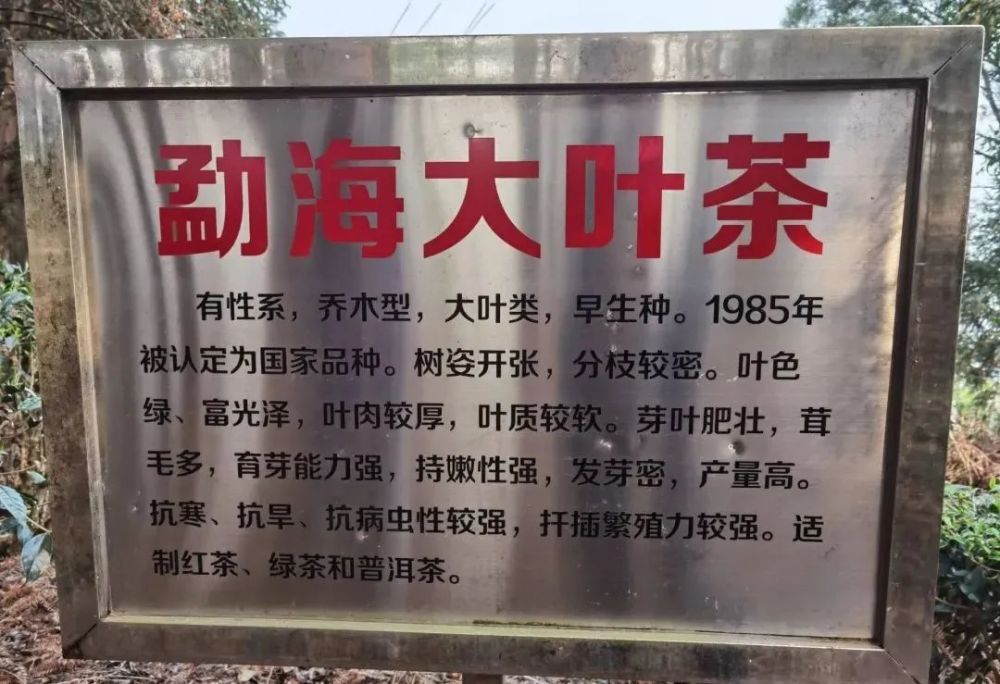 勐海大叶茶
有性系，乔木型，大叶类，早生种。1985年
被认定为国家品种。树姿开张，分枝较密。叶色
绿、富光泽，叶肉较厚，叶质较软。芽叶肥壮，茸
毛多，育芽能力强，持嫩性强，发芽密，产量高。
抗寒、抗旱、抗病虫性较强，扦插繁殖力较强。适
制红茶、绿茶和普洱茶。